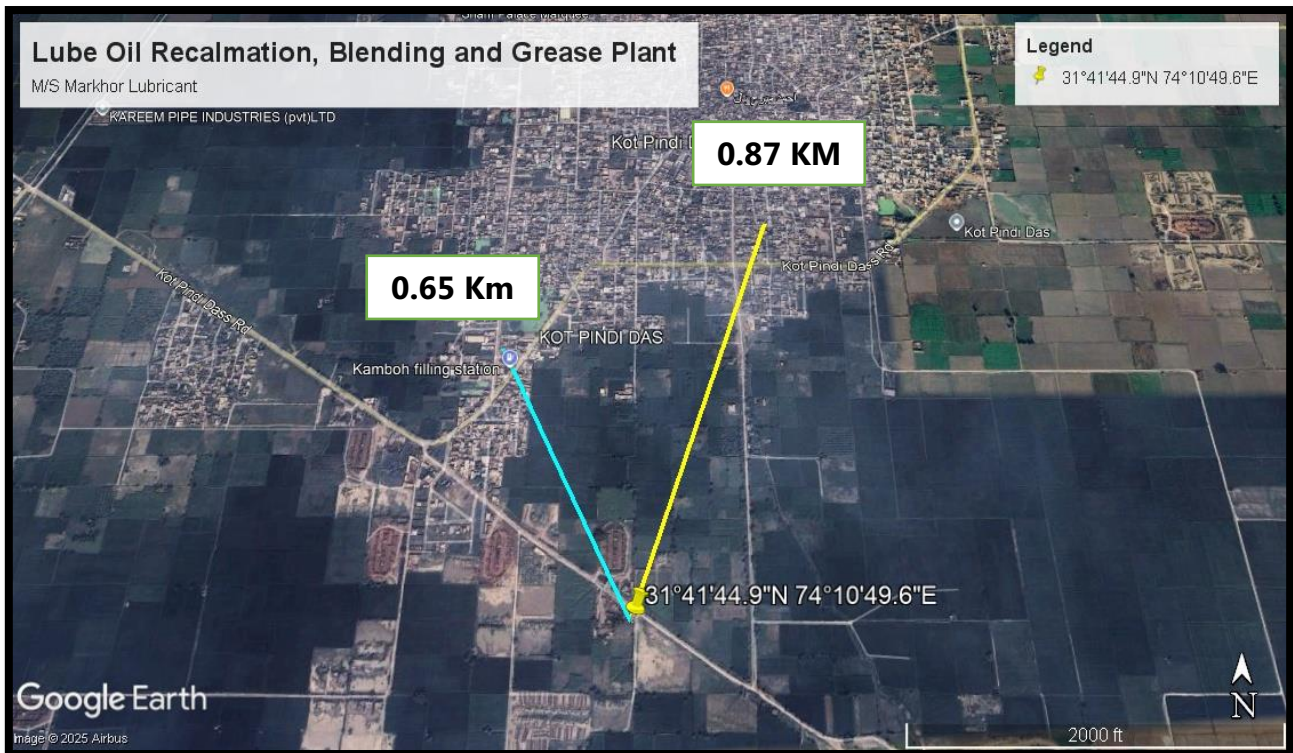 Lube Oil Recalmation, Blending and Grease Plant
M/S Markhor Lubricant
Legend
31°41'44.9"N 74°10'49.6"E
KAREEM PIPE INDUSTRIES (pvt)LTD
Kot Pindi D
0.87 KM
Kot Pindi Das
Kot Pindi Dass Rd
Kot Pindi Dass Rd
0.65 Km
KOT PINDI DAS
Kamboh filling station
31°41'44.9"N 74°10'49.6"E
Google Earth
Image © 2025 Airbus
2000 ft
N